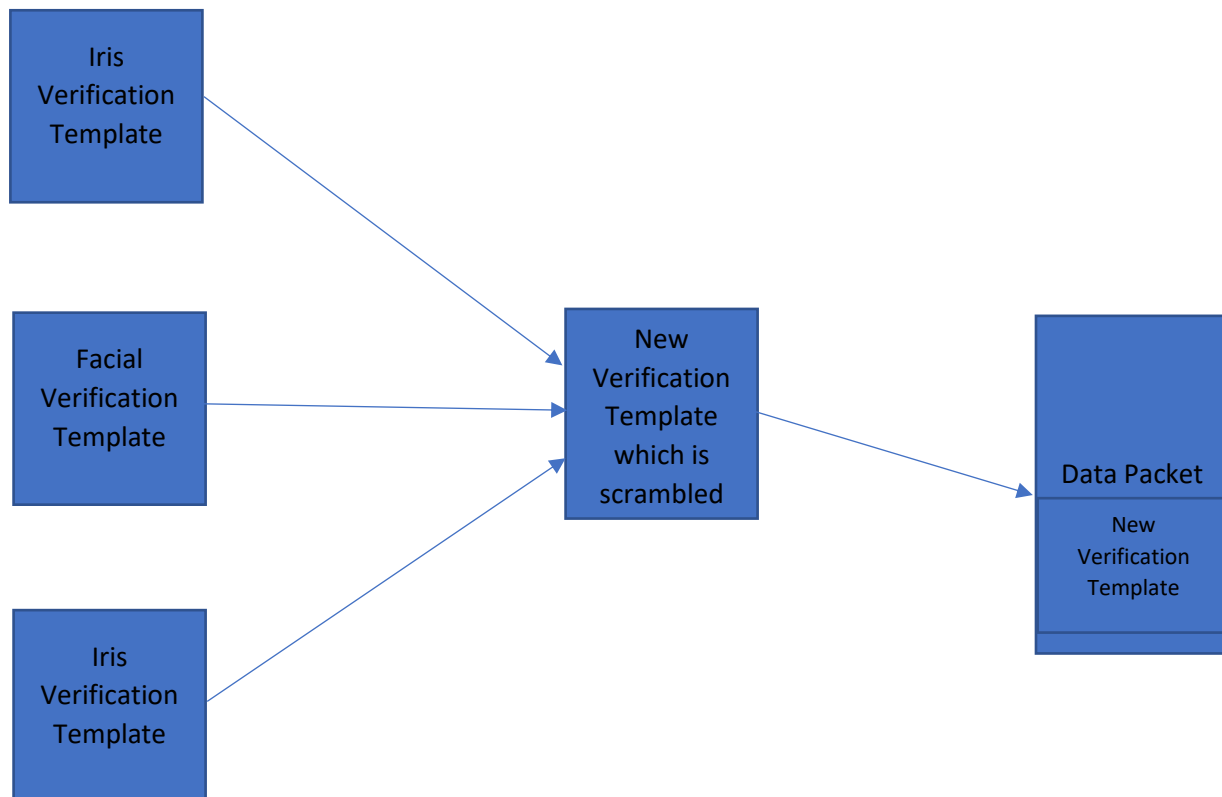 Iris
Verification
Template
Facial
Verification
Template
Iris
Verification
Template
New
Verification
Template
which is
scrambled
Data Packet
New
Verification
Template